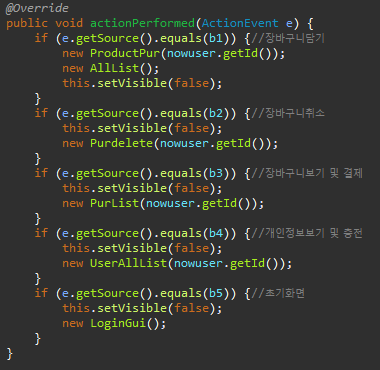 @Override
public void actionPerformed(ActionEvent e) {
    if (e.getSource().equals(b1)) {//장바구니담기
        new ProductPur(nowuser.getId());
        new AllList();
        this.setVisible(false);
    }
    if (e.getSource().equals(b2)) {//장바구니취소
        this.setVisible(false);
        new Purdelete(nowuser.getId());
    }
    if (e.getSource().equals(b3)) {//장바구니보기 및 결제
        this.setVisible(false);
        new PurList(nowuser.getId());
    }
    if (e.getSource().equals(b4)) {//개인정보보기 및 충전
        this.setVisible(false);
        new UserAllList(nowuser.getId());
    }
    if (e.getSource().equals(b5)) {//초기화면
        this.setVisible(false);
        new LoginGui();
    }
}